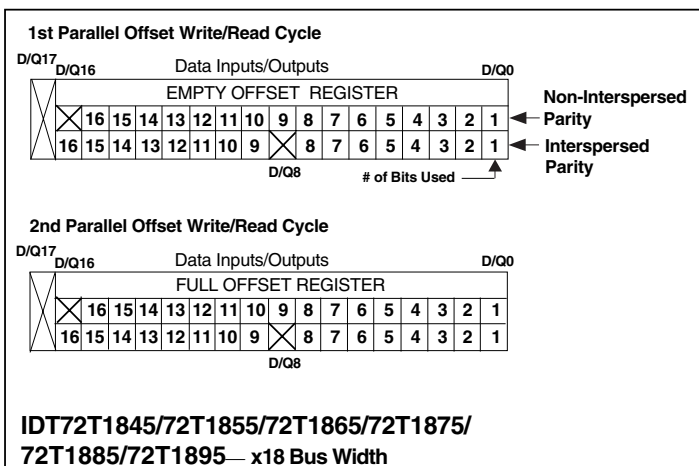 1st Parallel Offset Write/Read Cycle
D/Q17
D/Q16 Data Inputs/Outputs D/Q0
EMPTY OFFSET REGISTER
16 15 14 13 12 11 10 9 8 7 6 5 4 3 2 1 Non-Interspersed Parity
16 15 14 13 12 11 10 9 8 7 6 5 4 3 2 1 Interspersed Parity
D/Q8 # of Bits Used
2nd Parallel Offset Write/Read Cycle
D/Q17
D/Q16 Data Inputs/Outputs D/Q0
FULL OFFSET REGISTER
16 15 14 13 12 11 10 9 8 7 6 5 4 3 2 1
16 15 14 13 12 11 10 9 8 7 6 5 4 3 2 1
D/Q8
IDT72T1845/72T1855/72T1865/72T1875/
72T1885/72T1895— x18 Bus Width